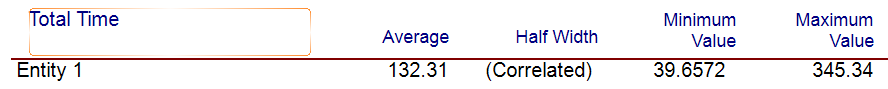 Total Time
Average Half Width Minimum Value Maximum Value
Entity 1 132.31 (Correlated) 39.6572 345.34